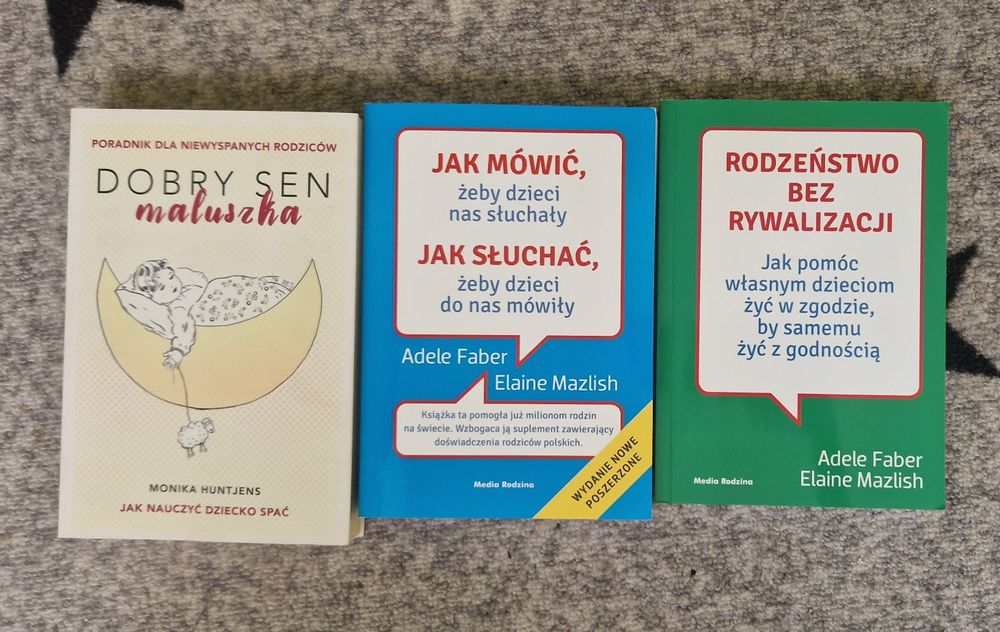 PORADNIK DLA NIEWYSPANYCH RODZICÓW
DOBRY SEN
maluszka
MONIKA HUNTJENS
JAK NAUCZYĆ DZIECKO SPAĆ
JAK MÓWIĆ,
żeby dzieci
nas słuchały
JAK SŁUCHAĆ,
żeby dzieci
do nas mówiły
Adele Faber
Elaine Mazlish
Książka ta pomogła już milionom rodzin
na świecie. Wzbogaca ją suplement zawierający
doświadczenia rodziców polskich.
WYDANIE NOWE
POSZERZONE
Media Rodzina
RODZEŃSTWO
BEZ
RYWALIZACJI
Jak pomóc
własnym dzieciom
żyć w zgodzie,
by samemu
żyć z godnością
Adele Faber
Elaine Mazlish
Media Rodzina